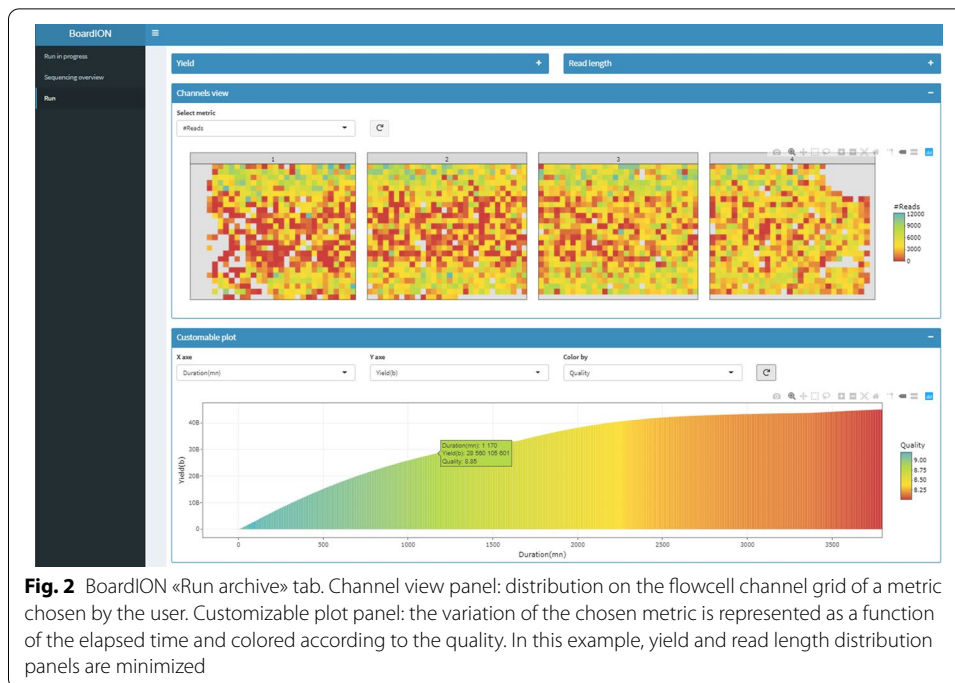 BoardION
Run in progress
Sequencing overview
Run
Yield +
Read length +
Channels view −
Select metric
#Reads
1 2 3 4
#Reads
12000
9000
6000
3000
0
Customable plot −
X axe Y axe Color by
Duration(mn) Yield(b) Quality
Yield(b)
40B
30B
20B
10B
0
Duration(mn): 1 170
Yield(b): 28 560 105 601
Quality: 8.85
Quality
9.00
8.75
8.50
8.25
0 500 1000 1500 2000 2500 3000 3500
Duration(mn)
Fig. 2 BoardION «Run archive» tab. Channel view panel: distribution on the flowcell channel grid of a metric
chosen by the user. Customizable plot panel: the variation of the chosen metric is represented as a function
of the elapsed time and colored according to the quality. In this example, yield and read length distribution
panels are minimized